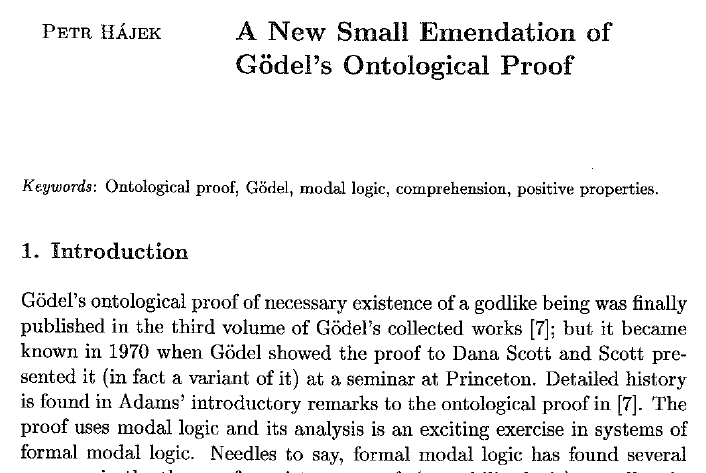 PETR HÁJEK
A New Small Emendation of
Gödel's Ontological Proof
Keywords: Ontological proof, Gödel, modal logic, comprehension, positive properties.
1. Introduction
Gödel's ontological proof of necessary existence of a godlike being was finally
published in the third volume of Gödel's collected works [7]; but it became
known in 1970 when Gödel showed the proof to Dana Scott and Scott pre-
sented it (in fact a variant of it) at a seminar at Princeton. Detailed history
is found in Adams' introductory remarks to the ontological proof in [7]. The
proof uses modal logic and its analysis is an exciting exercise in systems of
formal modal logic. Needless to say, formal modal logic has found several